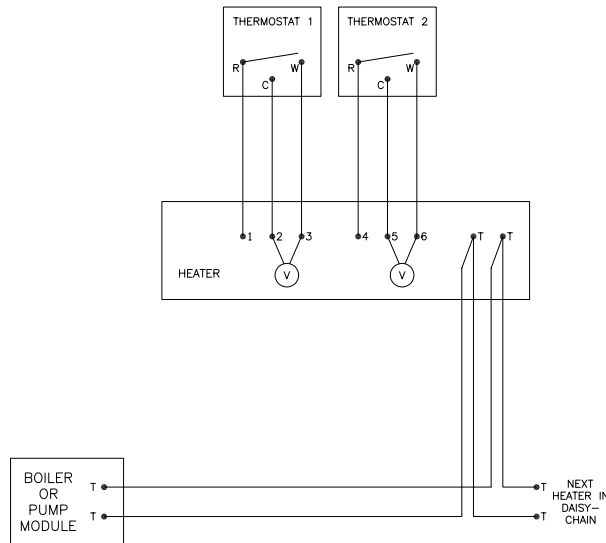 THERMOSTAT 1
THERMOSTAT 2
R
W
C
R
W
C
1
2
3
4
5
6
T
T
V
V
HEATER
BOILER
OR
PUMP
MODULE
T
T
T
T
NEXT
HEATER IN
DAISY-
CHAIN